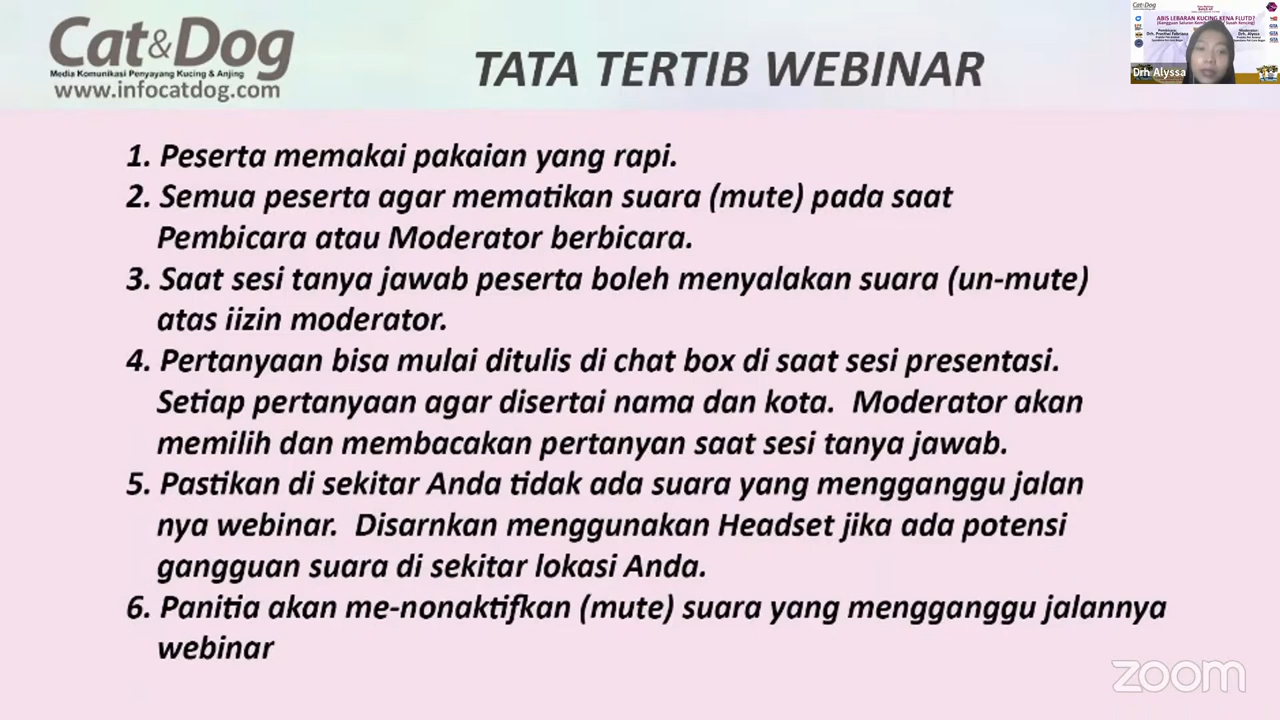 Cat&Dog
Media Komunikasi Penyayang Kucing & Anjing
www.infocatdog.com
TATA TERTIB WEBINAR
ABIS LEBARAN KUCING KENA FLUTD?
Drh Alyssa
1. Peserta memakai pakaian yang rapi.
2. Semua peserta agar mematikan suara (mute) pada saat
Pembicara atau Moderator berbicara.
3. Saat sesi tanya jawab peserta boleh menyalakan suara (un-mute)
atas iizin moderator.
4. Pertanyaan bisa mulai ditulis di chat box di saat sesi presentasi.
Setiap pertanyaan agar disertai nama dan kota.  Moderator akan
memilih dan membacakan pertanyan saat sesi tanya jawab.
5. Pastikan di sekitar Anda tidak ada suara yang mengganggu jalan
nya webinar.  Disarnkan menggunakan Headset jika ada potensi
gangguan suara di sekitar lokasi Anda.
6. Panitia akan me-nonaktifkan (mute) suara yang mengganggu jalannya
webinar
zoom